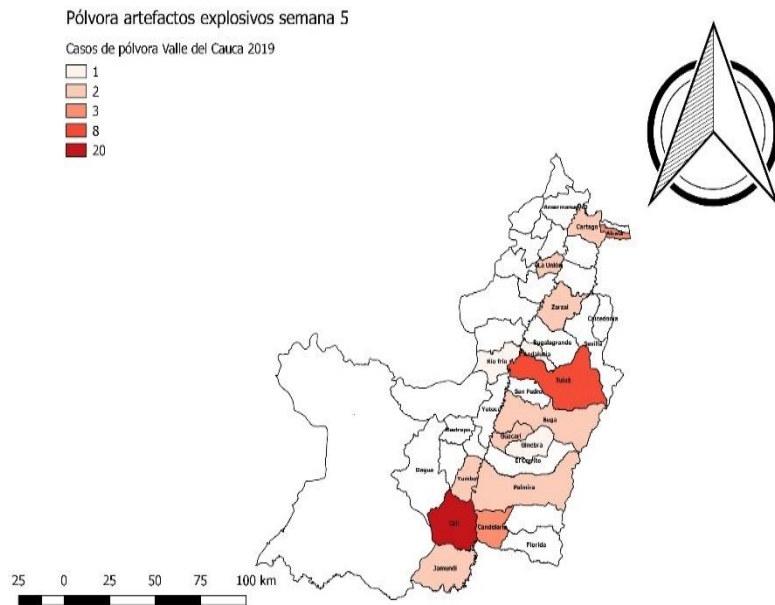 Pólvora artefactos explosivos semana 5
Casos de pólvora Valle del Cauca 2019
1
2
3
8
20
Cartago
La Unión
Zarzal
Caicedonia
Bugalagrande
Sevilla
Rio frio
Tuluá
San Pedro
Yotoco
Buga
Guacarí
Ginebra
Restrepo
El Cerrito
Dagua
Yumbo
Palmira
Cali
Candelaria
Florida
Jamundí
25 0 25 50 75 100 km